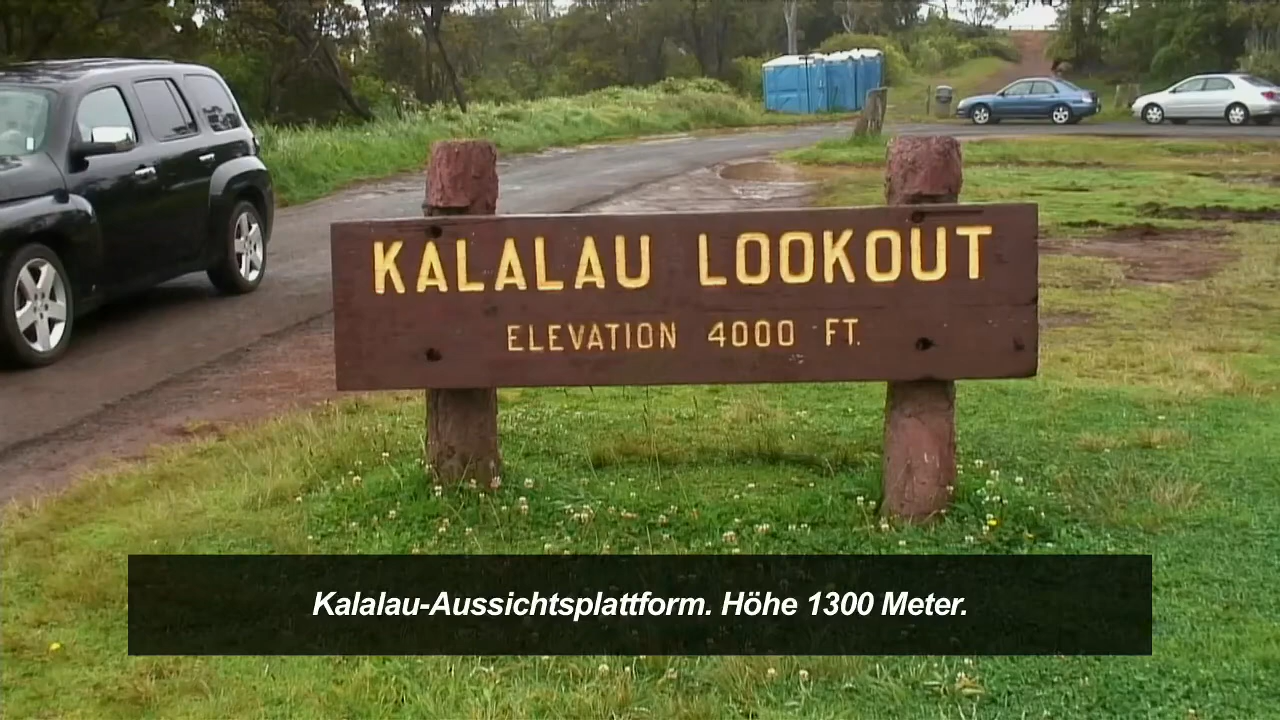 KALALAU LOOKOUT
ELEVATION 4000 FT.
Kalalau-Aussichtsplattform. Höhe 1300 Meter.